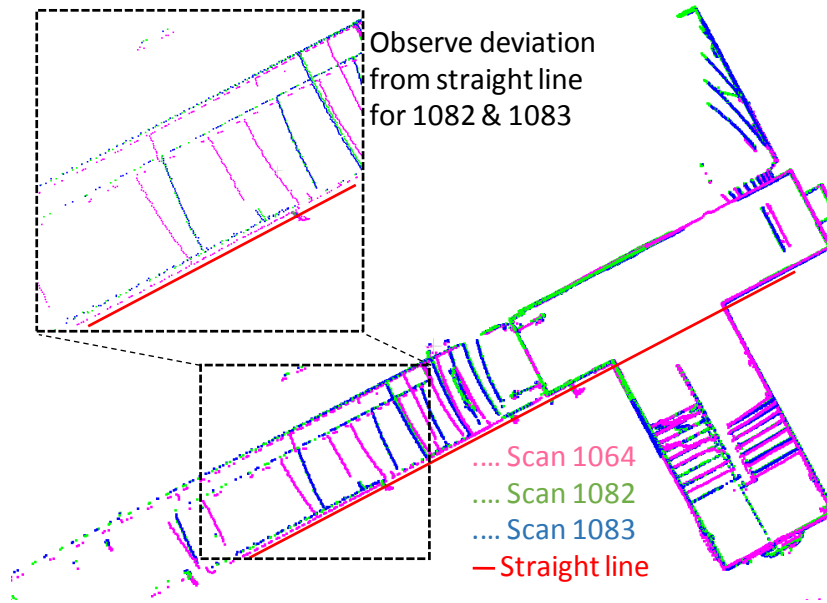 Observe deviation
from straight line
for 1082 & 1083
.... Scan 1064
.... Scan 1082
.... Scan 1083
— Straight line